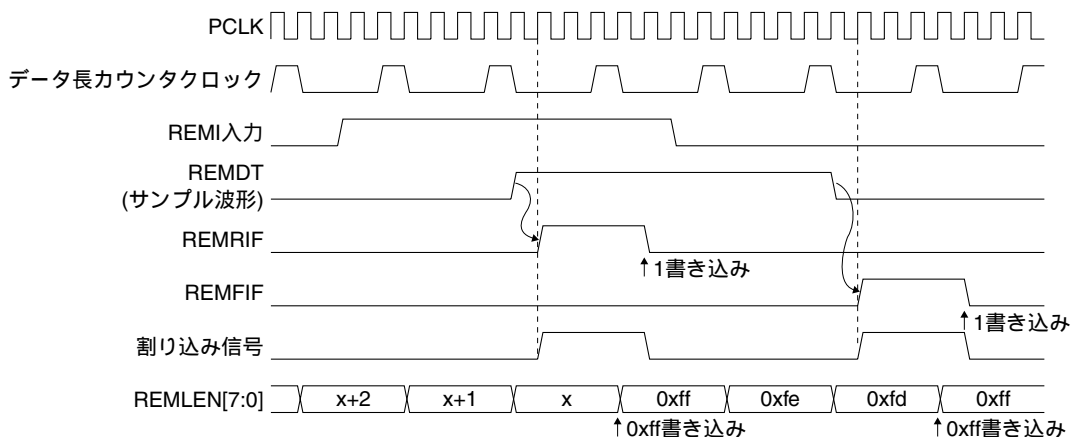 PCLK
データ長カウンタクロック
REMI入力
REMDT
(サンプル波形)
REMRIF
↑1書き込み
REMFIF
↑1書き込み
割り込み信号
REMLEN[7:0] x+2 x+1 x 0xff 0xfe 0xfd 0xff
↑0xff書き込み ↑0xff書き込み